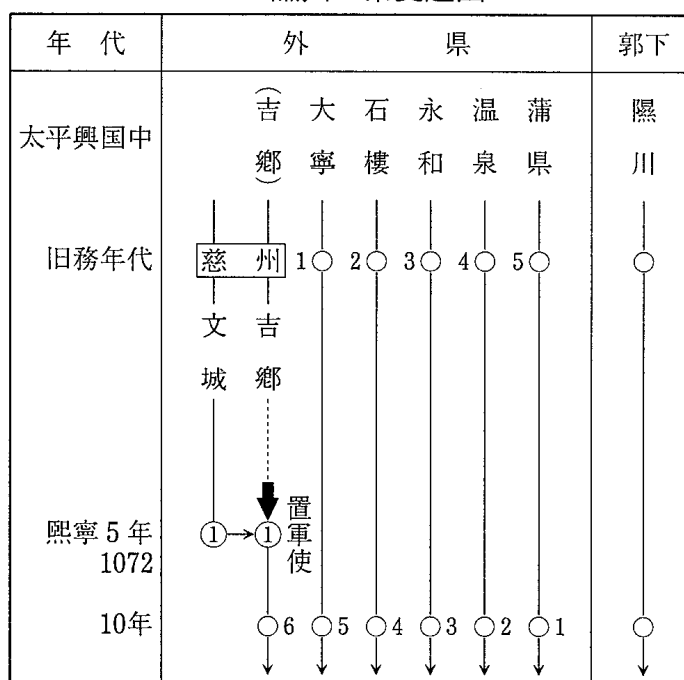 年代 外県 郭下
太平興国中 (吉郷) 大寧 石樓 永和 温泉 蒲県 隰川
旧務年代 慈州 1 2 3 4 5
文城 吉郷
熙寧5年 ① ① 置軍使
1072
10年 6 5 4 3 2 1